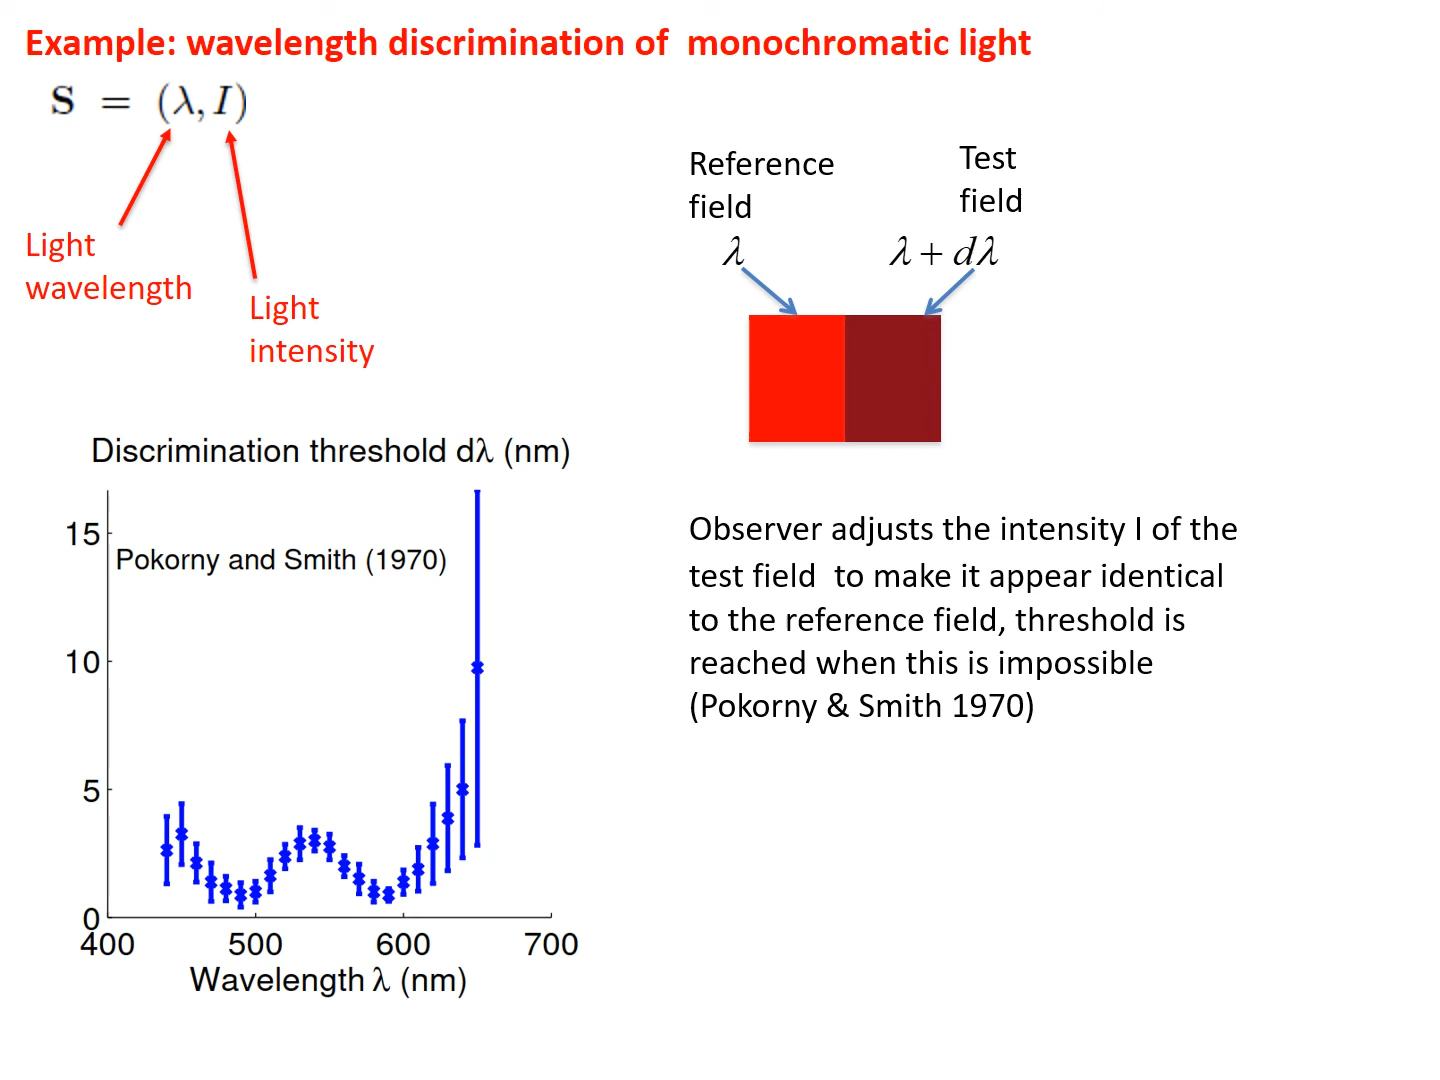 Example: wavelength discrimination of  monochromatic light
S = (λ, I)
Light
wavelength
Light
intensity
Reference
field
λ
Test
field
λ + dλ
Discrimination threshold dλ (nm)
15
Pokorny and Smith (1970)
10
5
0
400 500 600 700
Wavelength λ (nm)
Observer adjusts the intensity I of the
test field  to make it appear identical
to the reference field, threshold is
reached when this is impossible
(Pokorny & Smith 1970)